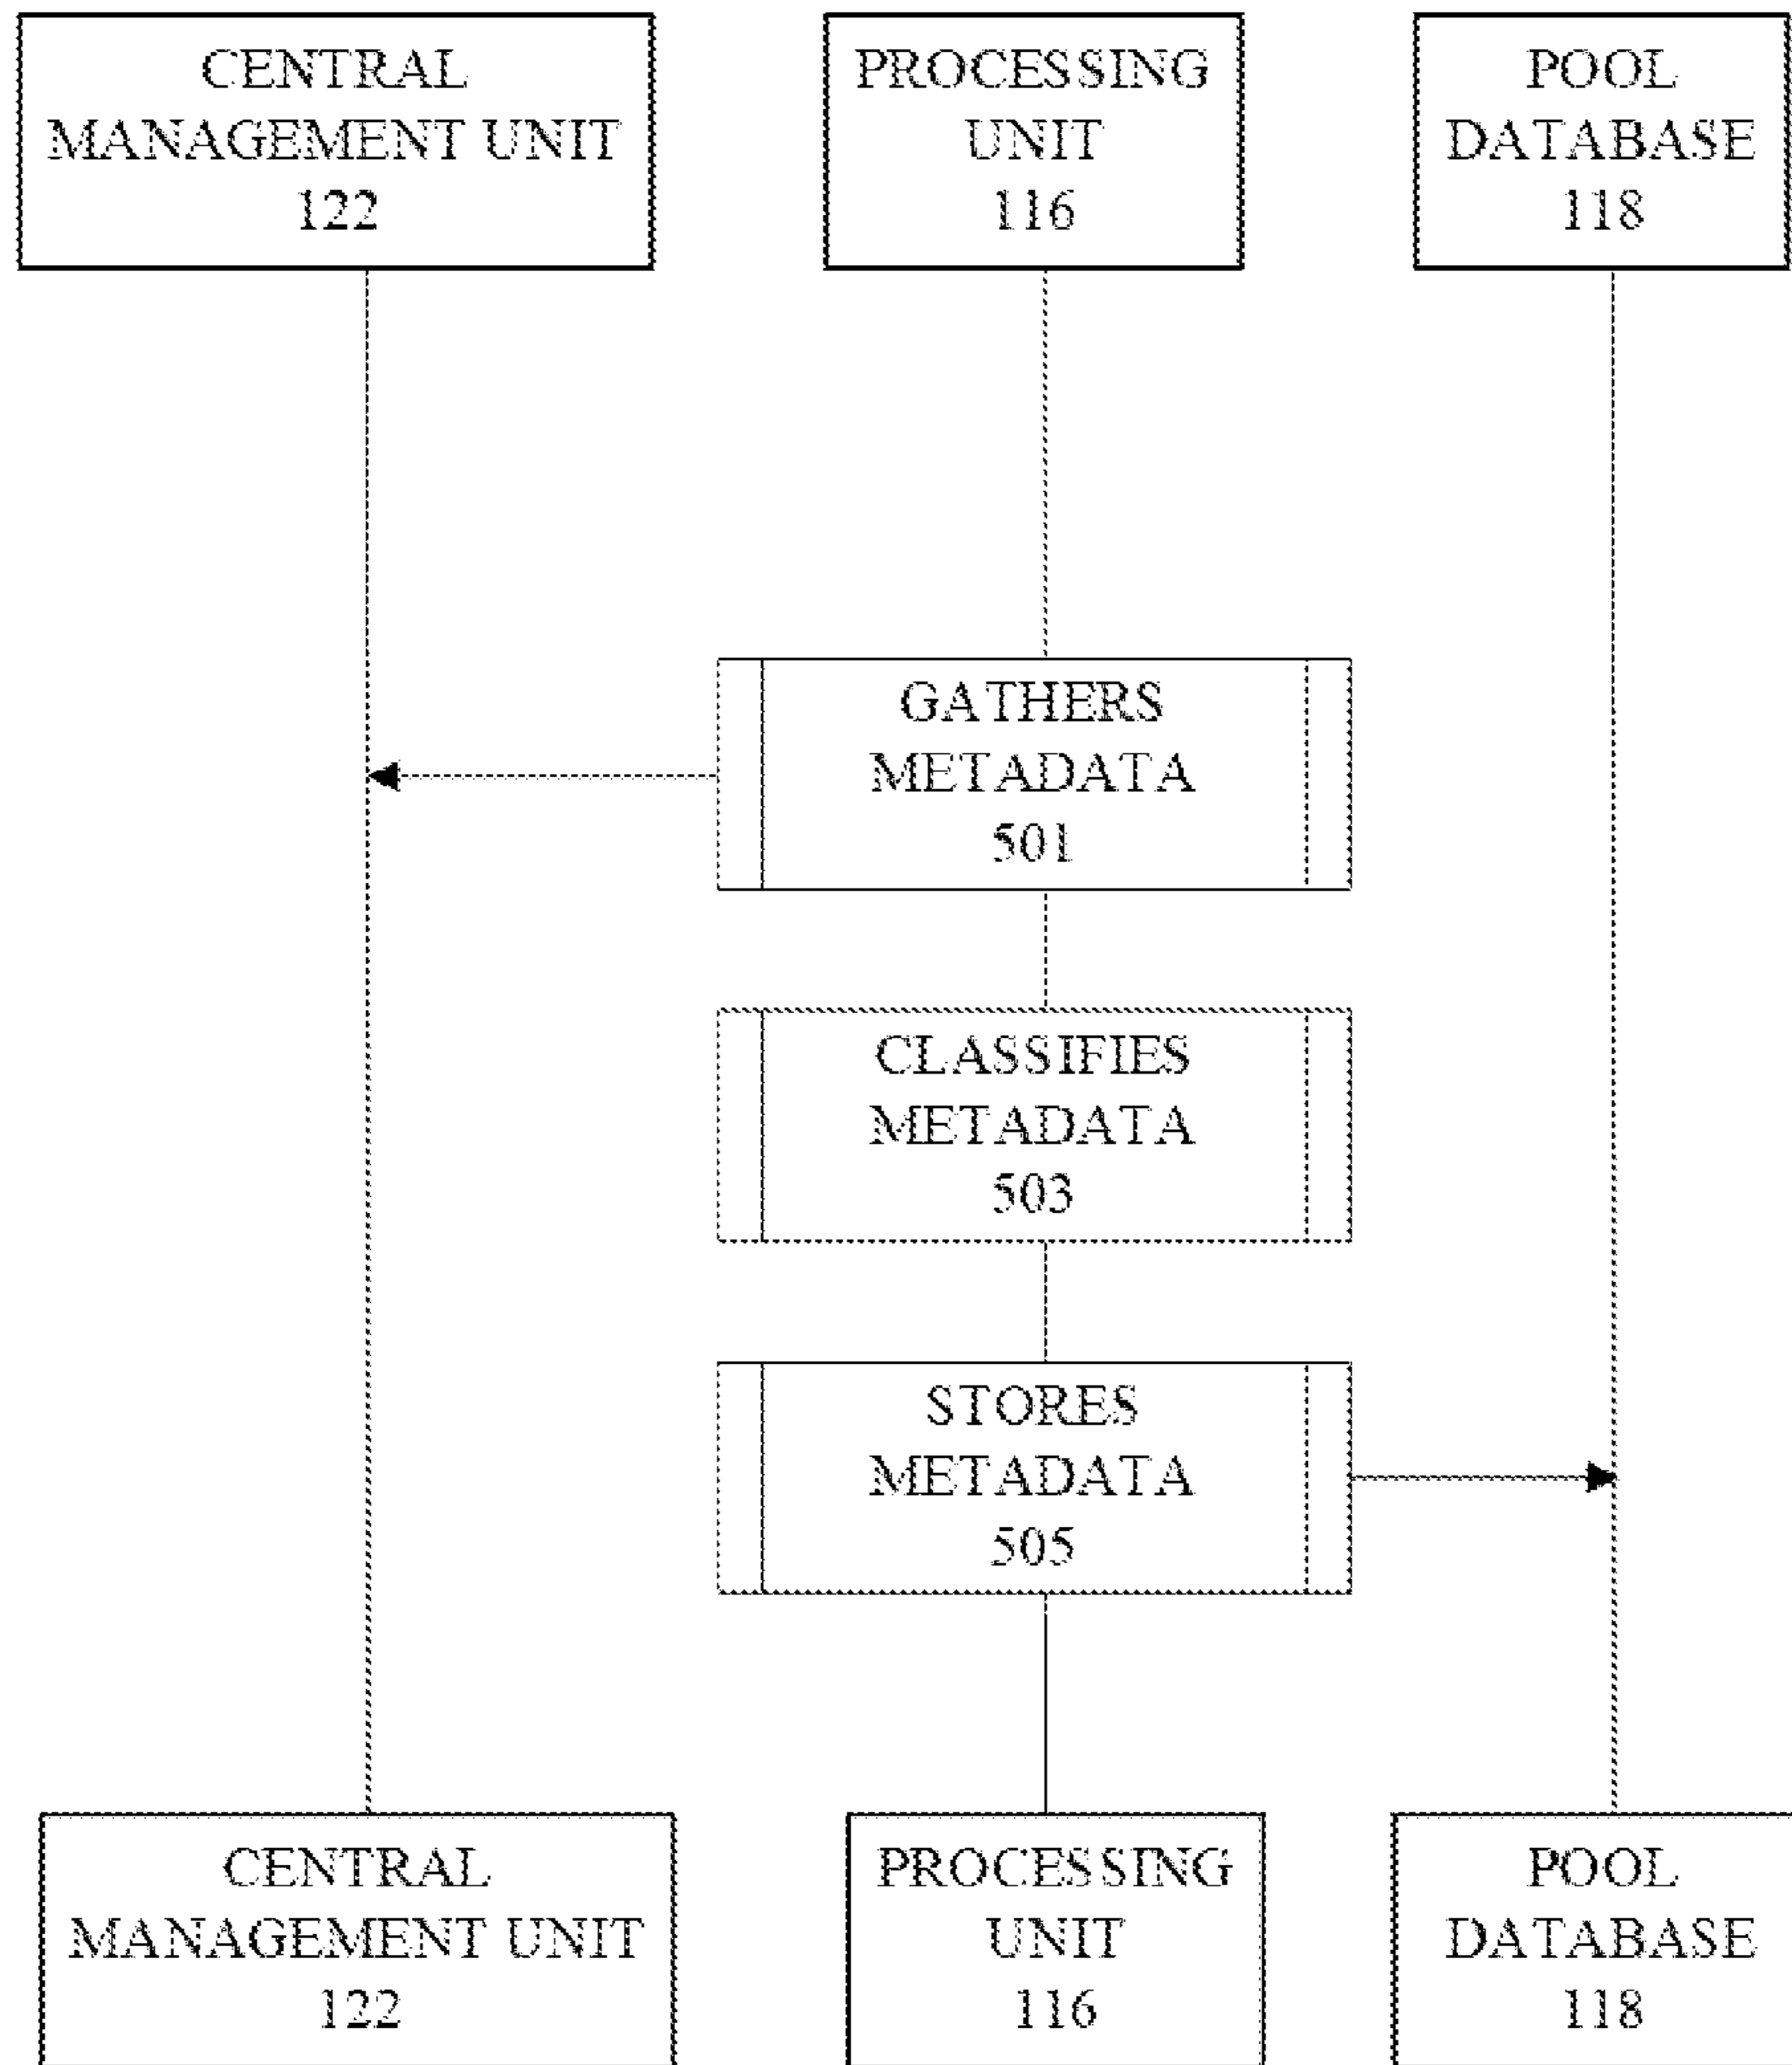 CENTRAL
MANAGEMENT UNIT
122
PROCESSING
UNIT
116
POOL
DATABASE
118
GATHERS
METADATA
501
CLASSIFIES
METADATA
503
STORES
METADATA
505
CENTRAL
MANAGEMENT UNIT
122
PROCESSING
UNIT
116
POOL
DATABASE
118